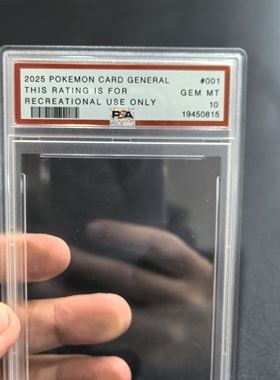 2025 POKEMON CARD GENERAL #001
THIS RATING IS FOR GEM MT
RECREATIONAL USE ONLY 10
PSA 19450815